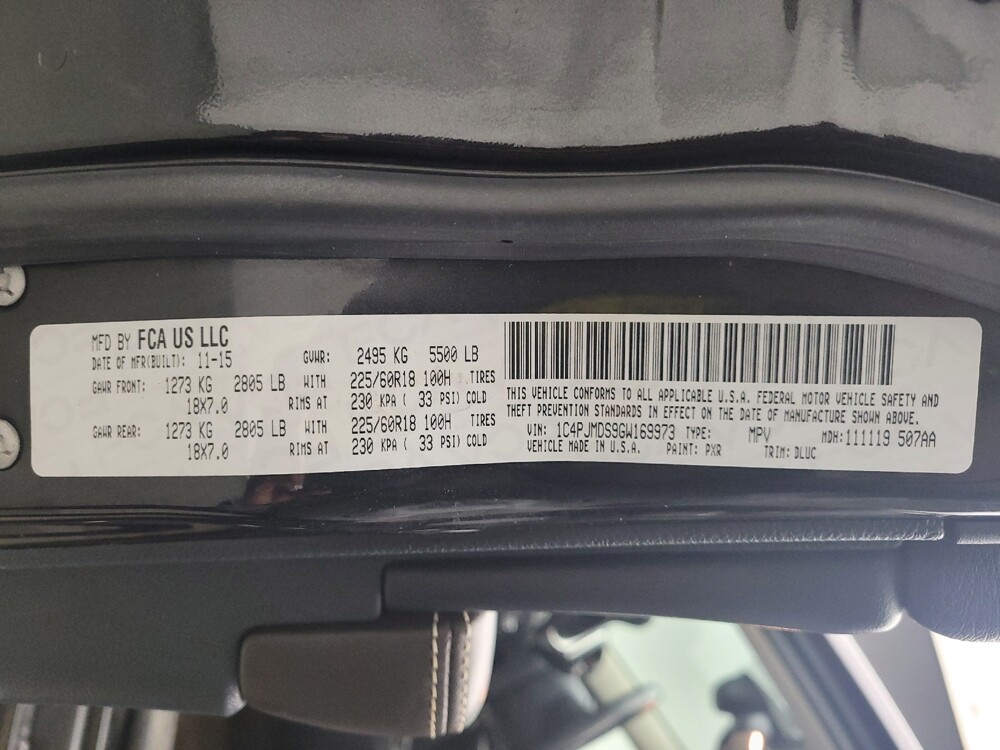 MFD BY FCA US LLC
DATE OF MFR(BUILT): 11-15 GVWR: 2495 KG 5500 LB
GAWR FRONT: 1273 KG 2805 LB WITH 225/60R18 100H TIRES
18X7.0 RIMS AT 230 KPA ( 33 PSI) COLD
GAWR REAR: 1273 KG 2805 LB WITH 225/60R18 100H TIRES
18X7.0 RIMS AT 230 KPA ( 33 PSI) COLD
THIS VEHICLE CONFORMS TO ALL APPLICABLE U.S.A. FEDERAL MOTOR VEHICLE SAFETY AND
THEFT PREVENTION STANDARDS IN EFFECT ON THE DATE OF MANUFACTURE SHOWN ABOVE.
VIN: 1C4PJMDS9GW169973 TYPE: MPV MDH: 111119 507AA
VEHICLE MADE IN U.S.A. PAINT: PXR TRIM: DLUC